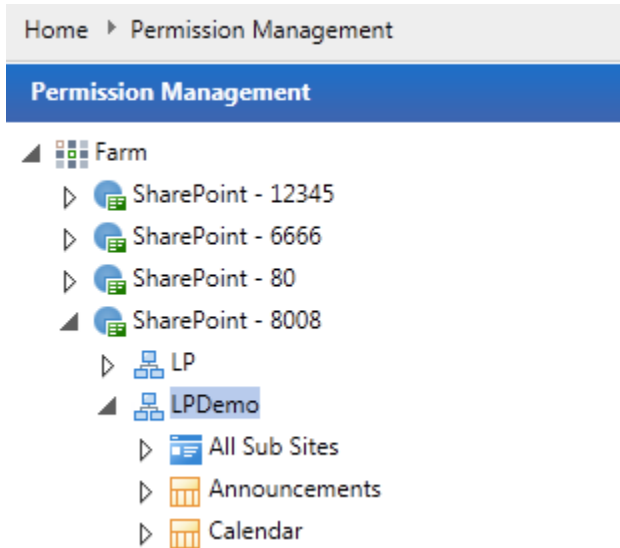 Home Permission Management
Permission Management
Farm
SharePoint - 12345
SharePoint - 6666
SharePoint - 80
SharePoint - 8008
LP
LPDemo
All Sub Sites
Announcements
Calendar